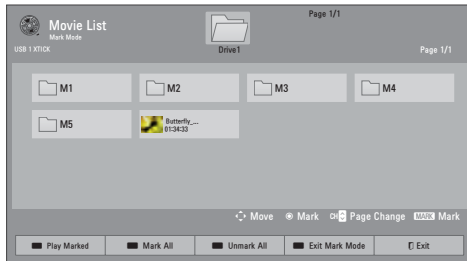 Page 1/1
Movie List
Mark Mode
USB 1 XTICK
Drive1
Page 1/1
M1
M2
M3
M4
M5
Butterfly_...
01:34:33
Move
Mark
CH
Page Change
MARK Mark
Play Marked
Mark All
Unmark All
Exit Mark Mode
Exit